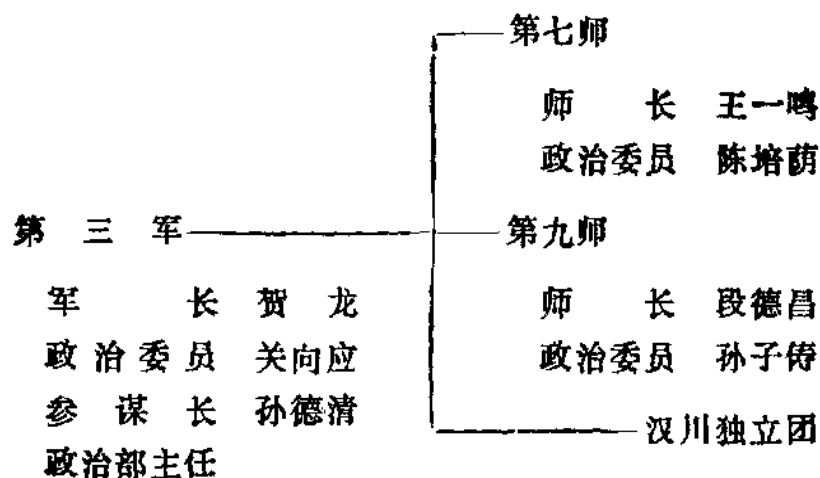 第三军
军长 贺龙
政治委员 关向应
参谋长 孙德清
政治部主任
第七师
师长 王一鸣
政治委员 陈培荫
第九师
师长 段德昌
政治委员 孙子俦
汉川独立团